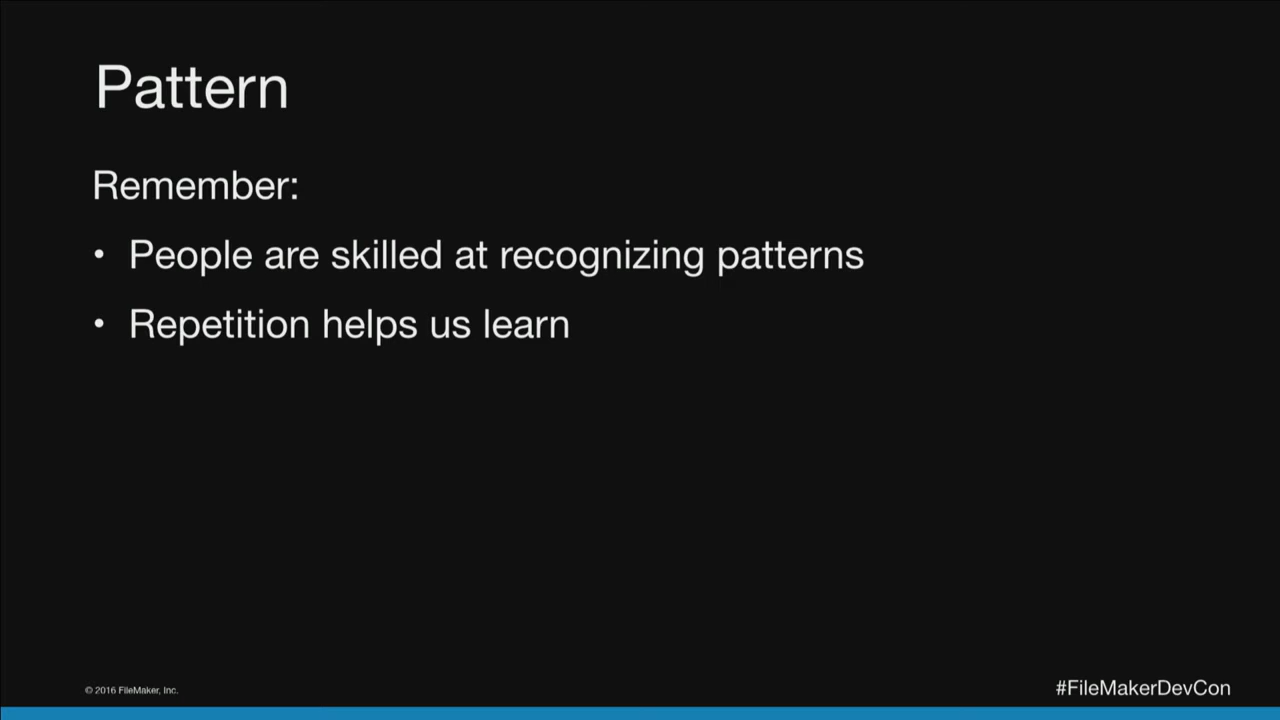 Pattern
Remember:
• People are skilled at recognizing patterns
• Repetition helps us learn
© 2016 FileMaker, Inc.
#FileMakerDevCon